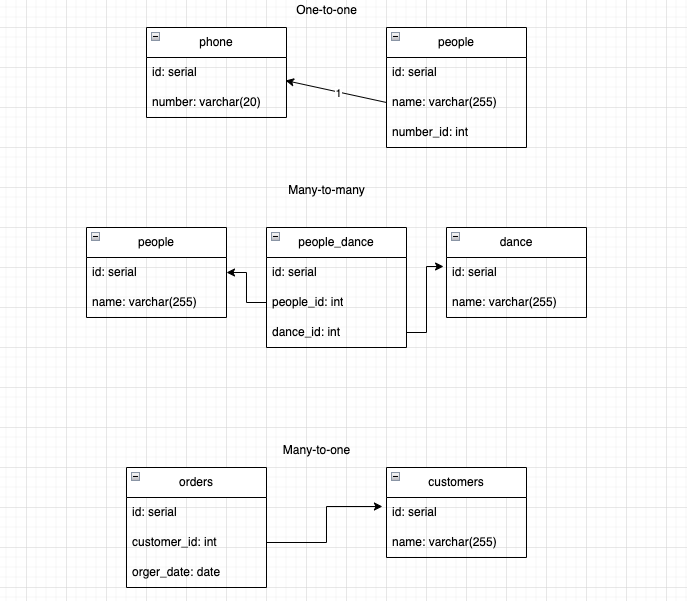 One-to-one
phone
id: serial
number: varchar(20)
1
people
id: serial
name: varchar(255)
number_id: int
Many-to-many
people
id: serial
name: varchar(255)
people_dance
id: serial
people_id: int
dance_id: int
dance
id: serial
name: varchar(255)
Many-to-one
orders
id: serial
customer_id: int
orger_date: date
customers
id: serial
name: varchar(255)